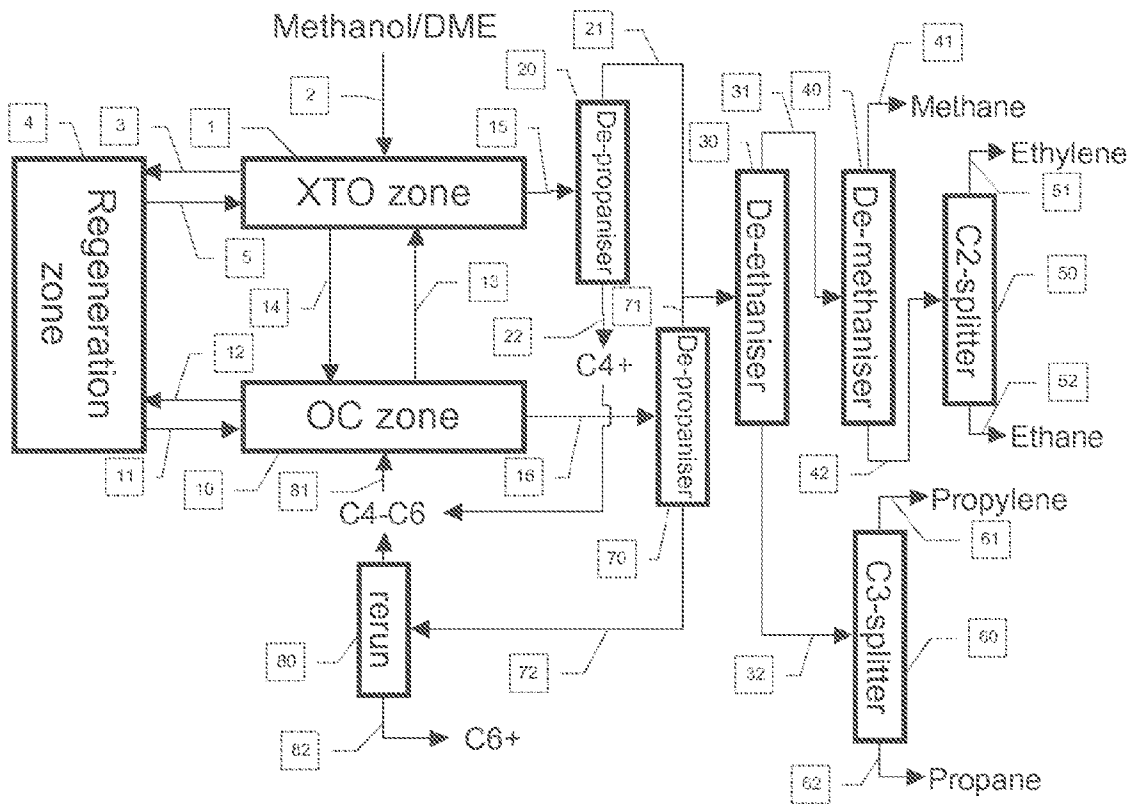 Methanol/DME
21
41
20
2
31
40
4
3
1
15
Methane
30
De-propaniser
Ethylene
XTO zone
51
Regeneration zone
De-ethaniser
De-methaniser
C2-splitter
5
50
14
13
71
22
12
C4+
52
De-propaniser
OC zone
Ethane
11
10
81
16
42
C4-C6
Propylene
61
70
rerun
C3-splitter
80
72
32
60
82
C6+
62
Propane